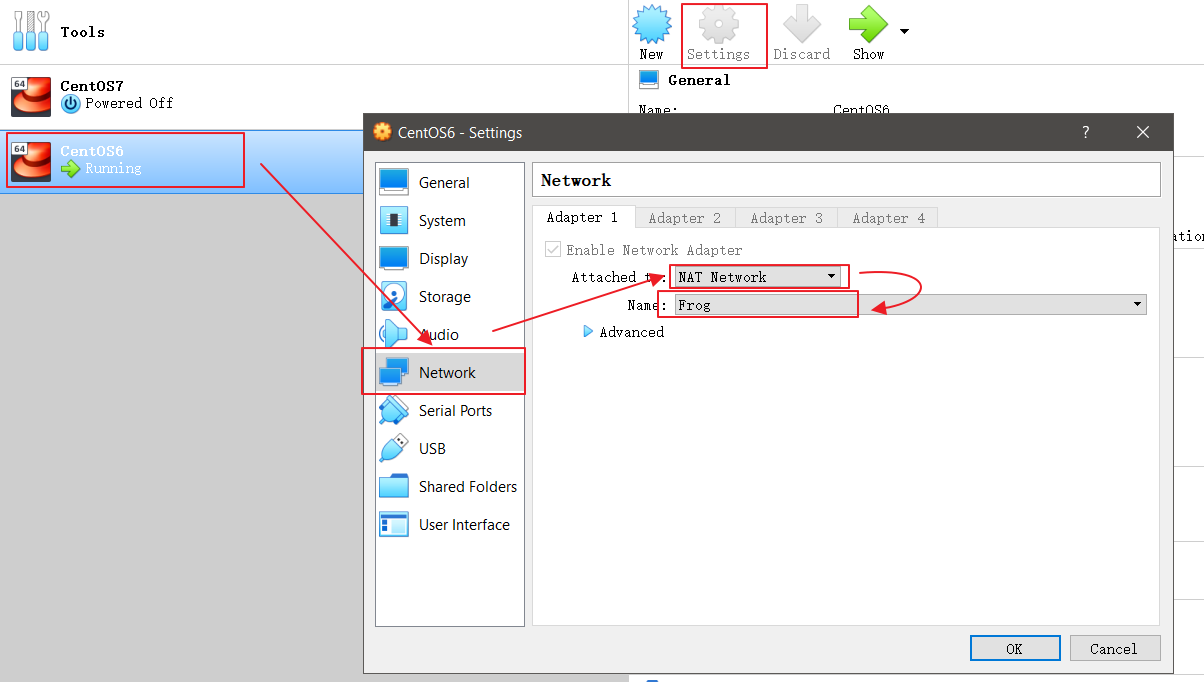 Tools
64
CentOS7
Powered Off
64
CentOS6
Running
New
Settings
Discard
Show
General
Name:
CentOS6
CentOS6 - Settings
?
General
System
Display
Storage
Audio
Network
Serial Ports
USB
Shared Folders
User Interface
Network
Adapter 1
Adapter 2
Adapter 3
Adapter 4
Enable Network Adapter
Attached to:
NAT Network
Name:
Frog
Advanced
OK
Cancel